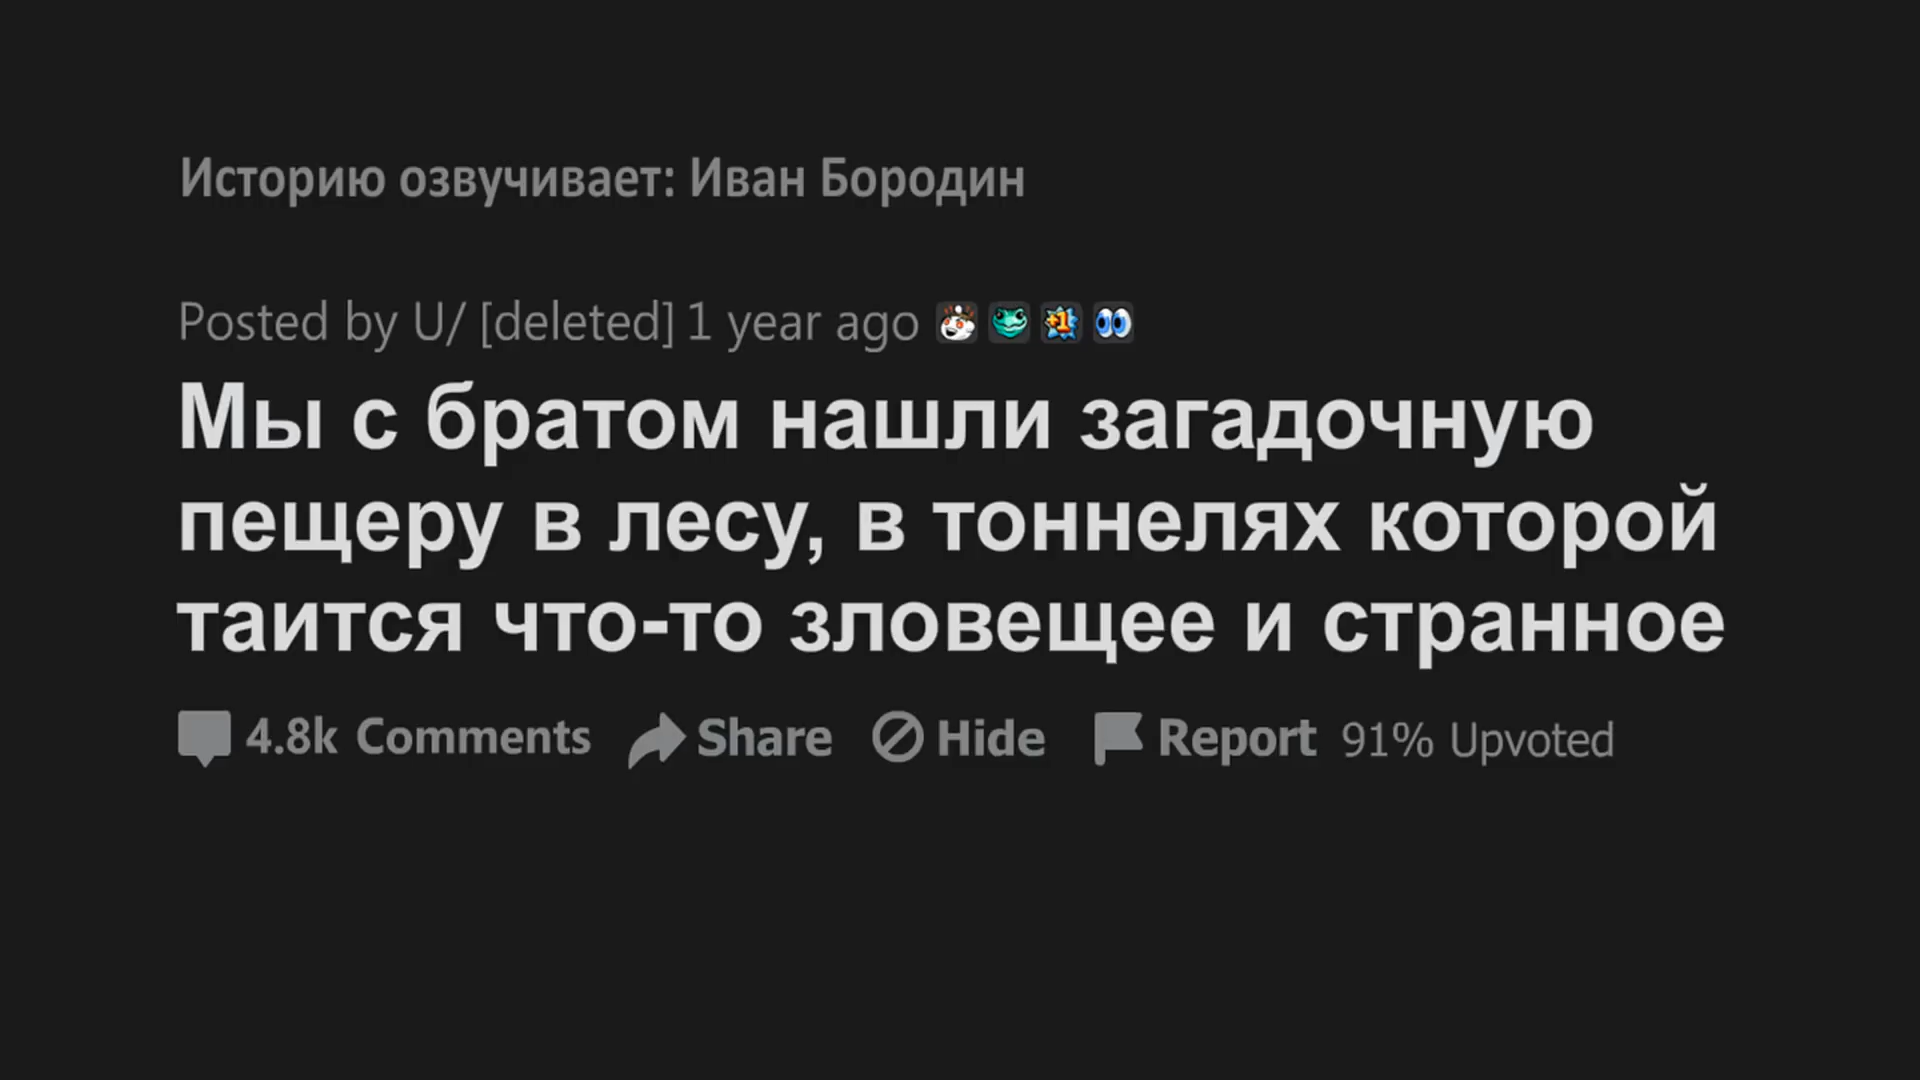 Историю озвучивает: Иван Бородин
Posted by U/ [deleted] 1 year ago +1
Мы с братом нашли загадочную
пещеру в лесу, в тоннелях которой
таится что-то зловещее и странное
4.8k Comments Share Hide Report 91% Upvoted